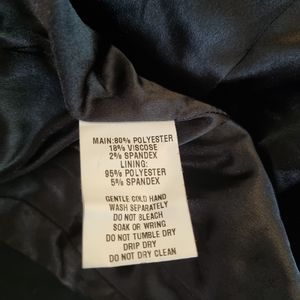 MAIN:80% POLYESTER
18% VISCOSE
2% SPANDEX
LINING:
95% POLYESTER
5% SPANDEX
GENTLE COLD HAND
WASH SEPARATELY
DO NOT BLEACH
SOAK OR WRING
DO NOT TUMBLE DRY
DRIP DRY
DO NOT DRY CLEAN